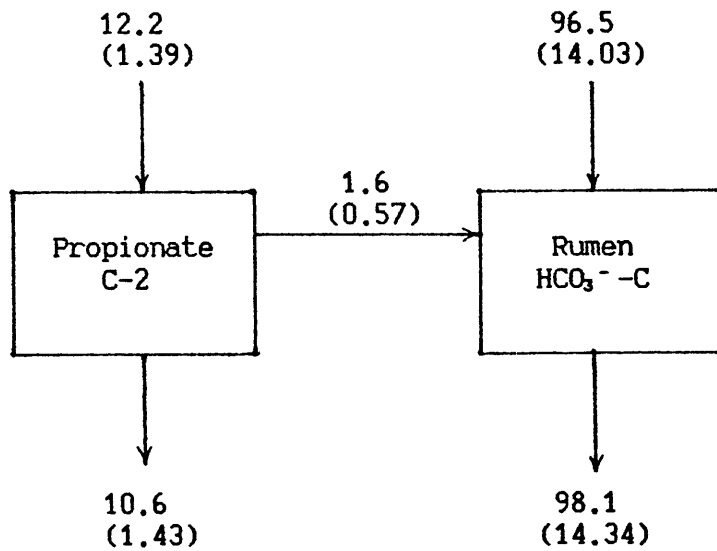 12.2
(1.39)
96.5
(14.03)
1.6
(0.57)
Propionate
C-2
Rumen
HCO₃⁻-C
10.6
(1.43)
98.1
(14.34)